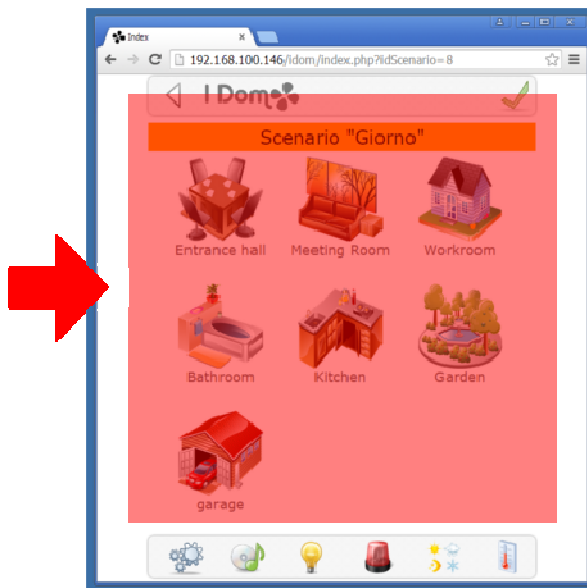 Index
192.168.100.146/idom/index.php?idScenario=8
I Dom
Scenario "Giorno"
Entrance hall Meeting Room Workroom
Bathroom Kitchen Garden
garage